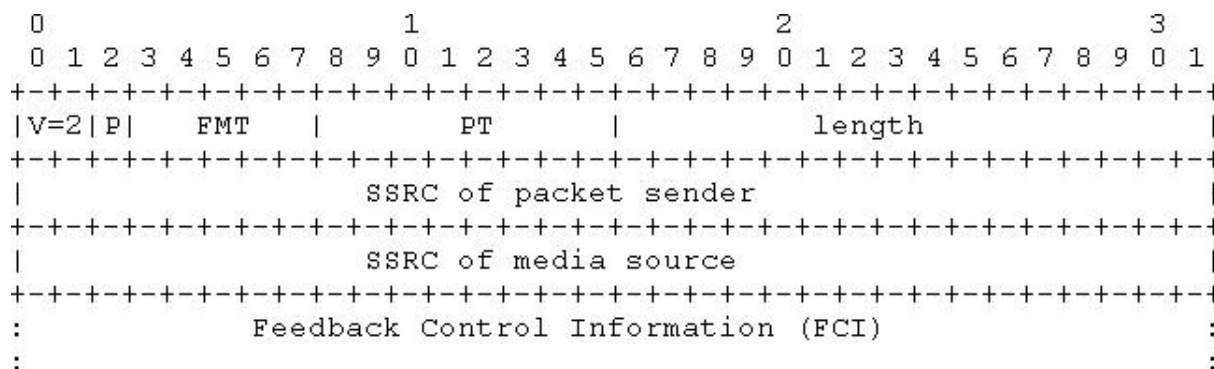 0                   1                   2                   3
 0 1 2 3 4 5 6 7 8 9 0 1 2 3 4 5 6 7 8 9 0 1 2 3 4 5 6 7 8 9 0 1
+-+-+-+-+-+-+-+-+-+-+-+-+-+-+-+-+-+-+-+-+-+-+-+-+-+-+-+-+-+-+-+-+
|V=2|P|   FMT   |       PT      |          length               |
+-+-+-+-+-+-+-+-+-+-+-+-+-+-+-+-+-+-+-+-+-+-+-+-+-+-+-+-+-+-+-+-+
|                  SSRC of packet sender                        |
+-+-+-+-+-+-+-+-+-+-+-+-+-+-+-+-+-+-+-+-+-+-+-+-+-+-+-+-+-+-+-+-+
|                  SSRC of media source                         |
+-+-+-+-+-+-+-+-+-+-+-+-+-+-+-+-+-+-+-+-+-+-+-+-+-+-+-+-+-+-+-+-+
:            Feedback Control Information (FCI)                 :
:                                                               :